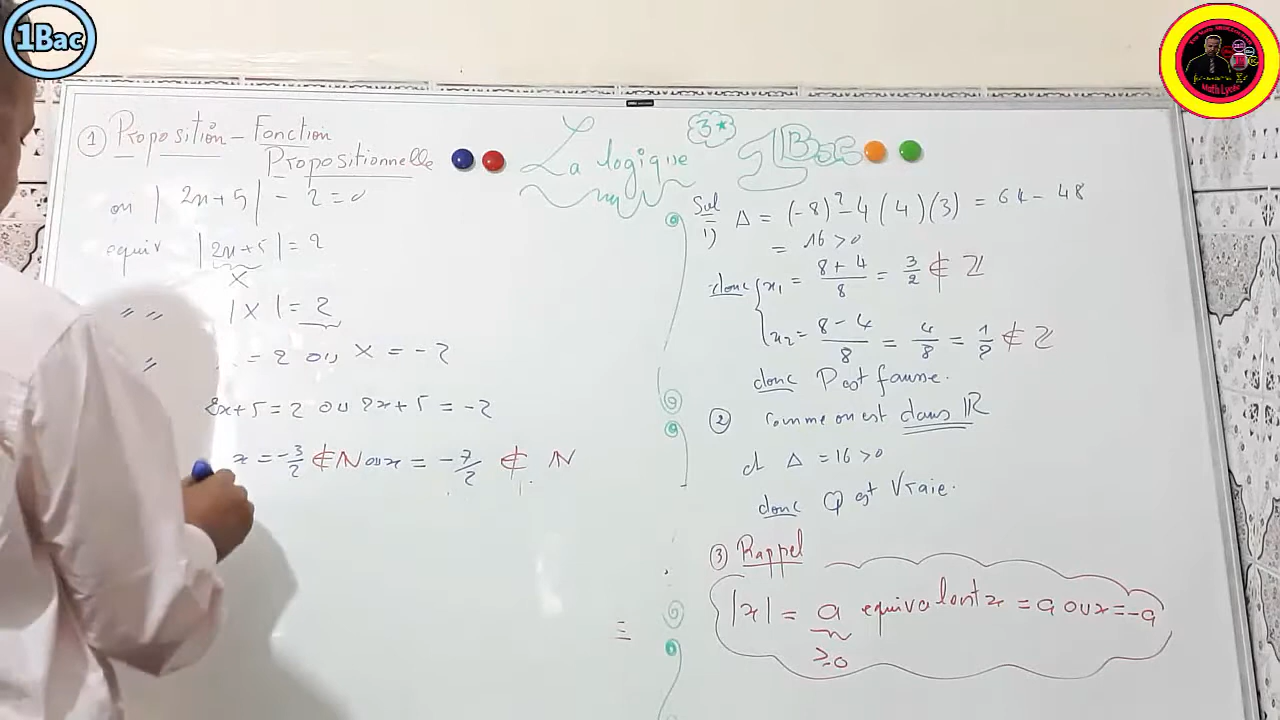 1Bac
Math Lycée
① Proposition - Fonction
Propositionnelle
La logique
3*
1Bac
on |2x+5| - 2 = 0
equiv |2x+5| = 2
X
// // |X| = 2
// = 2 ou X = -2
2x+5 = 2 ou 2x+5 = -2
x = -3/2 ∉ N ou x = -7/2 ∉ N
Sol
1) Δ = (-8)² - 4(4)(3) = 64 - 48
= 16 > 0
donc { x₁ = (8+4)/8 = 3/2 ∉ Z
x₂ = (8-4)/8 = 4/8 = 1/2 ∉ Z
donc P est fausse.
② comme on est dans ℝ
et Δ = 16 > 0
donc Q est Vraie.
③ Rappel
|x| = a equivalent x = a ou x = -a
≥0